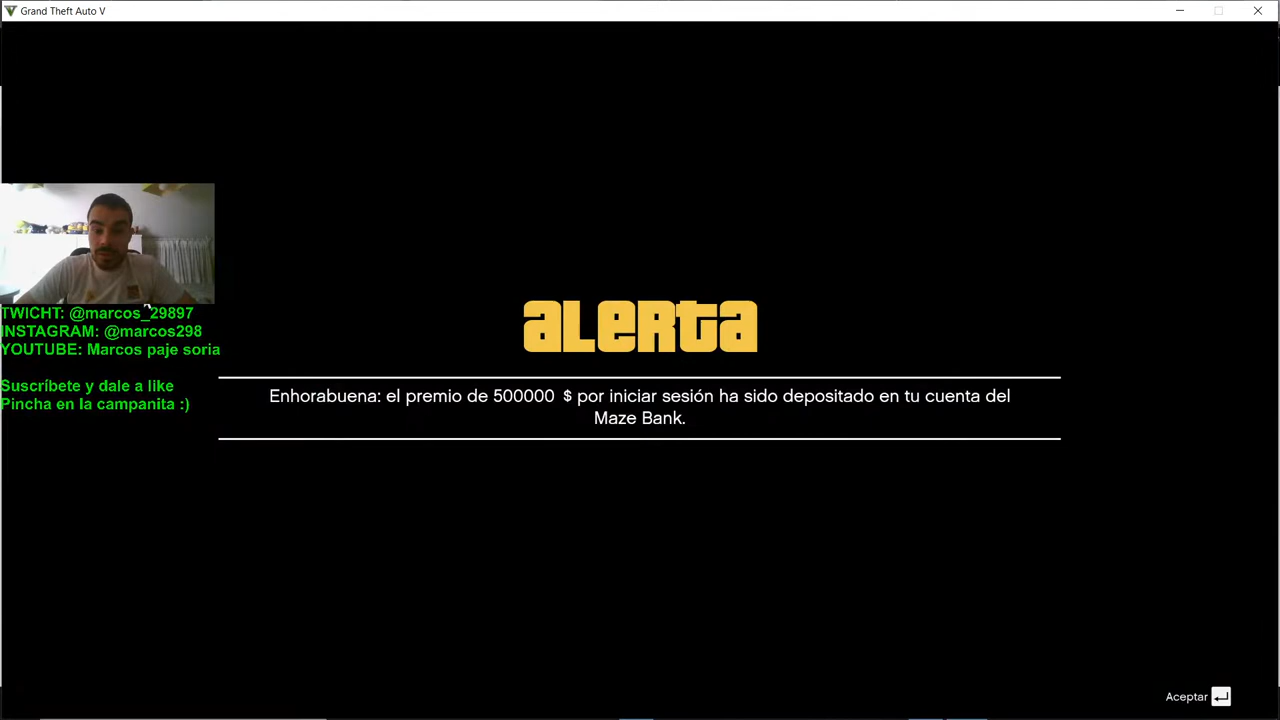 Grand Theft Auto V
TWICHT: @marcos_29897
INSTAGRAM: @marcos298
YOUTUBE: Marcos paje soria
Suscríbete y dale a like
Pincha en la campanita :)
alerta
Enhorabuena: el premio de 500000 $ por iniciar sesión ha sido depositado en tu cuenta del
Maze Bank.
Aceptar